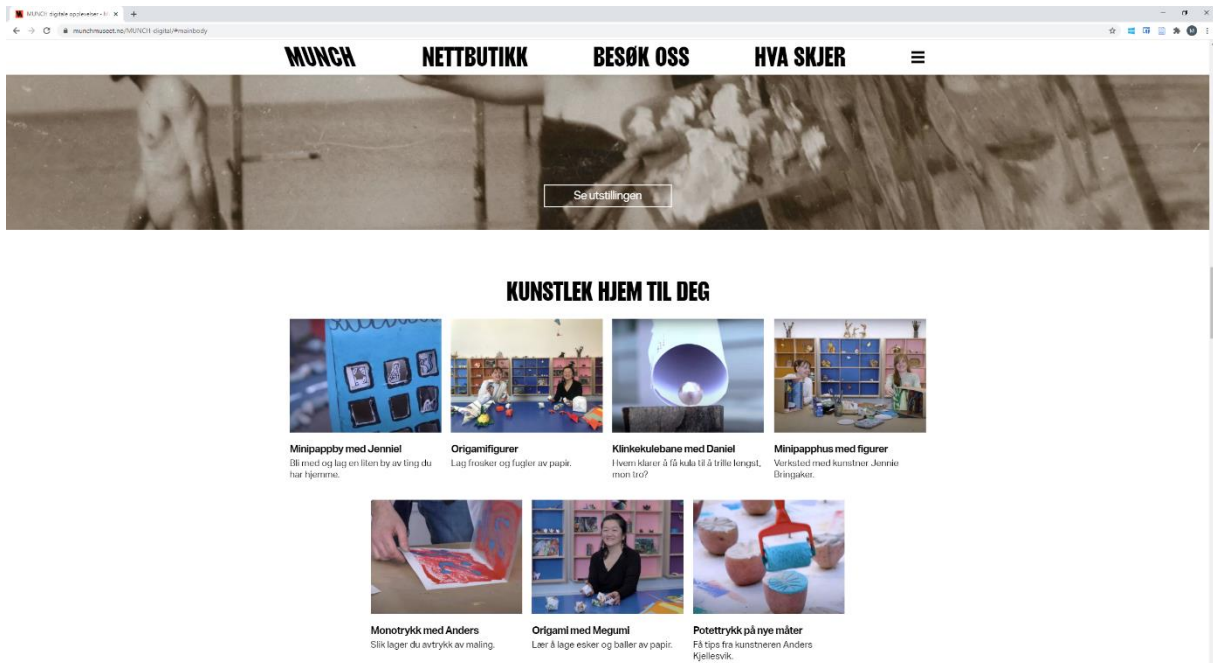 MUNCH digitale opplevelser - M
munchmuseet.no/MUNCH-digital/#mainbody
MUNCH NETTBUTIKK BESØK OSS HVA SKJER
Se utstillingen
KUNSTLEK HJEM TIL DEG
Minipappby med Jenniel
Bli med og lag en liten by av ting du
har hjemme.
Origamifigurer
Lag frosker og fugler av papir.
Klinkekulebane med Daniel
Hvem klarer å få kula til å trille lengst,
mon tro?
Minipapphus med figurer
Verksted med kunstner Jennie
Bringaker.
Monotrykk med Anders
Slik lager du avtrykk av maling.
Origami med Megumi
Lær å lage esker og baller av papir.
Potettrykk på nye måter
Få tips fra kunstneren Anders
Kjellesvik.